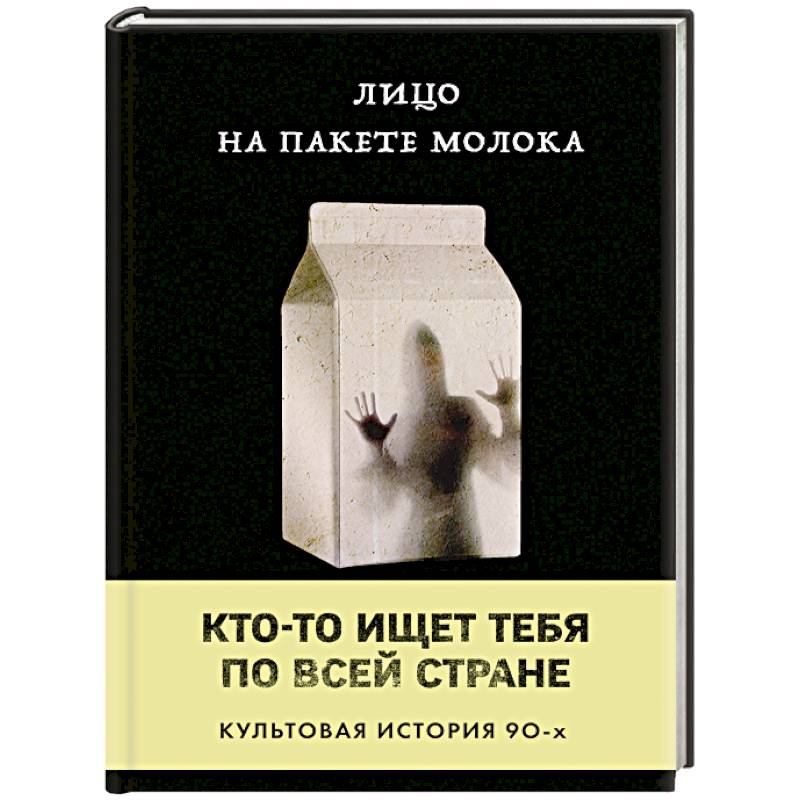 ЛИЦО
НА ПАКЕТЕ МОЛОКА
КТО-ТО ИЩЕТ ТЕБЯ
ПО ВСЕЙ СТРАНЕ
КУЛЬТОВАЯ ИСТОРИЯ 90-х